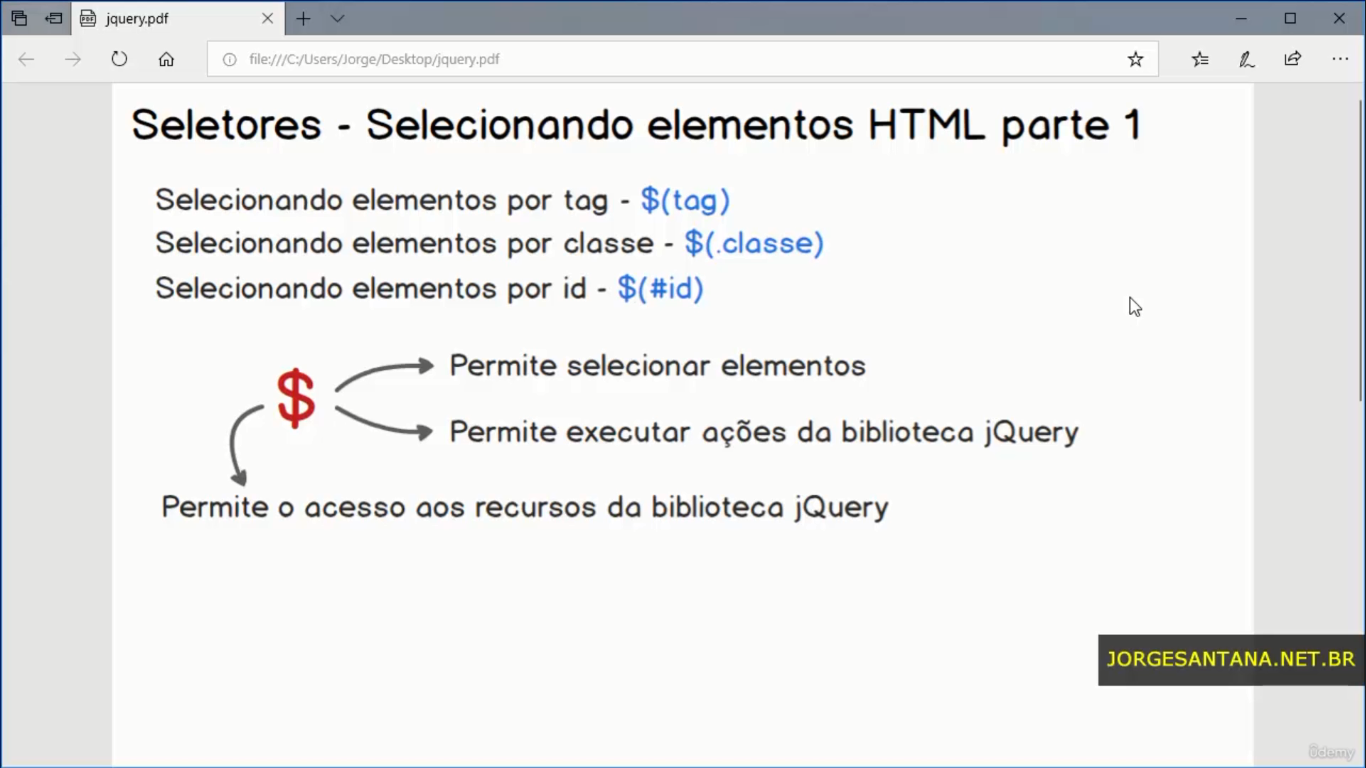 jquery.pdf
file:///C:/Users/Jorge/Desktop/jquery.pdf
Seletores - Selecionando elementos HTML parte 1
Selecionando elementos por tag - $(tag)
Selecionando elementos por classe - $(.classe)
Selecionando elementos por id - $(#id)
Permite selecionar elementos
$
Permite executar ações da biblioteca jQuery
Permite o acesso aos recursos da biblioteca jQuery
JORGESANTANA.NET.BR
ûdemy